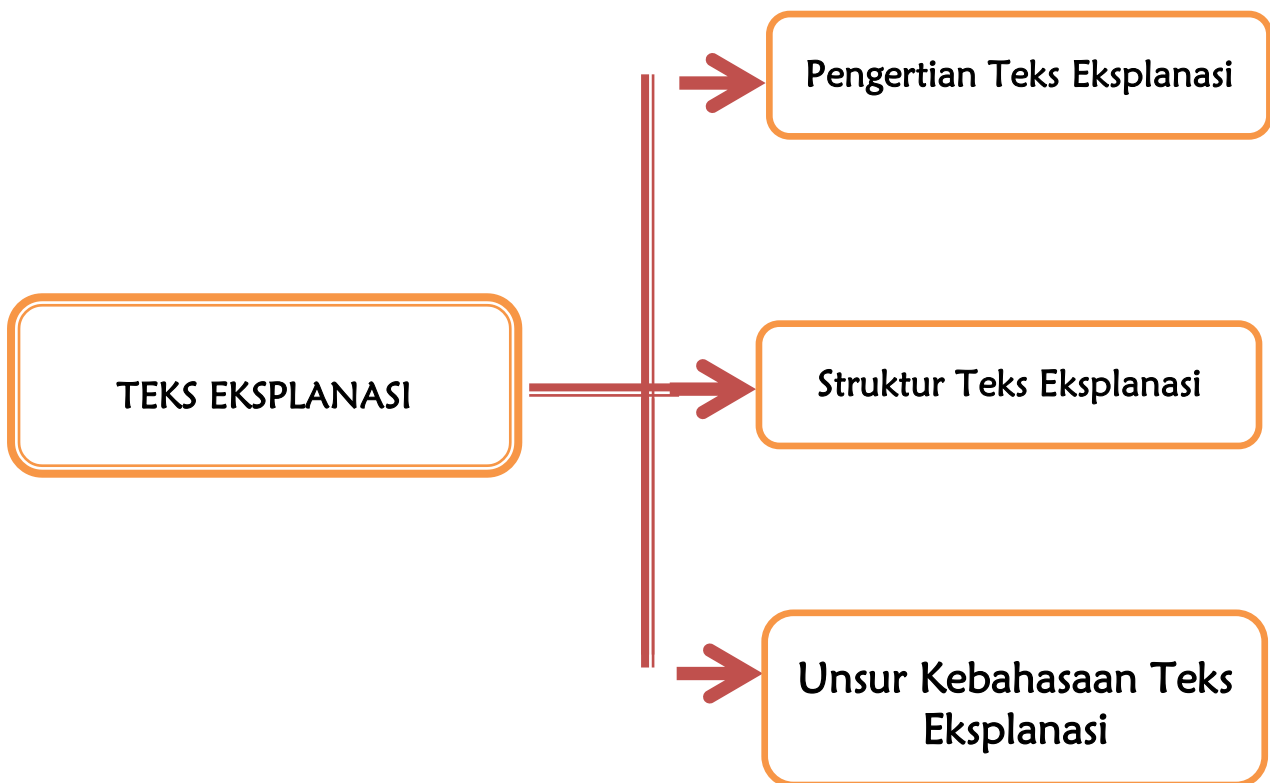 Pengertian Teks Eksplanasi
TEKS EKSPLANASI
Struktur Teks Eksplanasi
Unsur Kebahasaan Teks
Eksplanasi